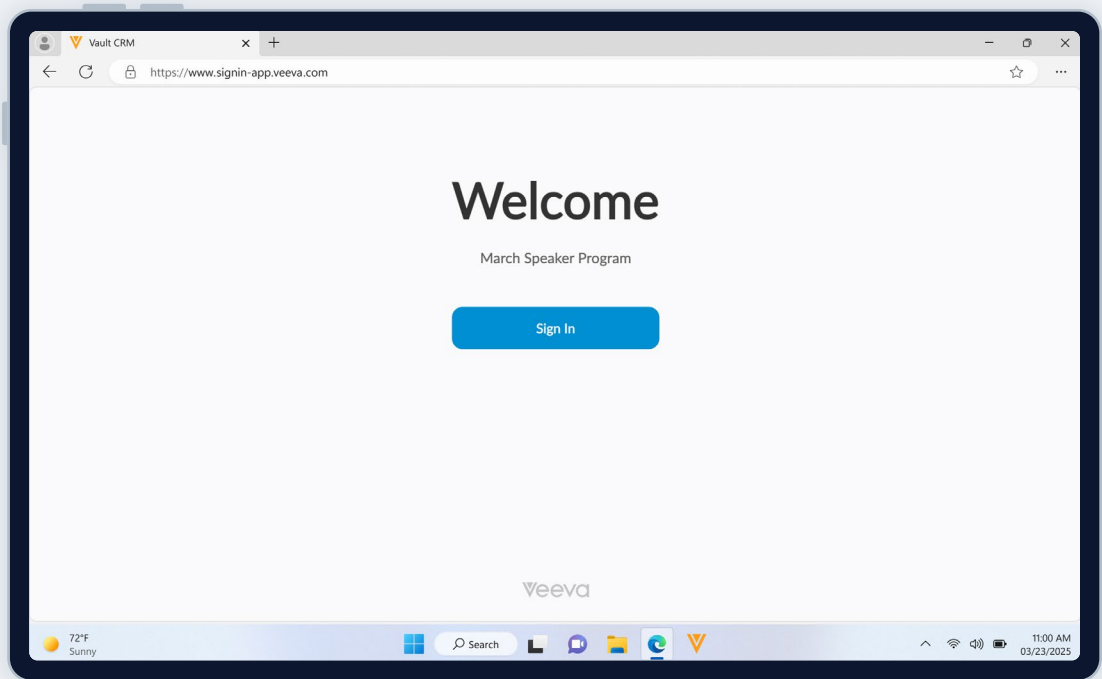 Vault CRM
https://www.signin-app.veeva.com
Welcome
March Speaker Program
Sign In
Veeva
72°F
Sunny
Search
11:00 AM
03/23/2025